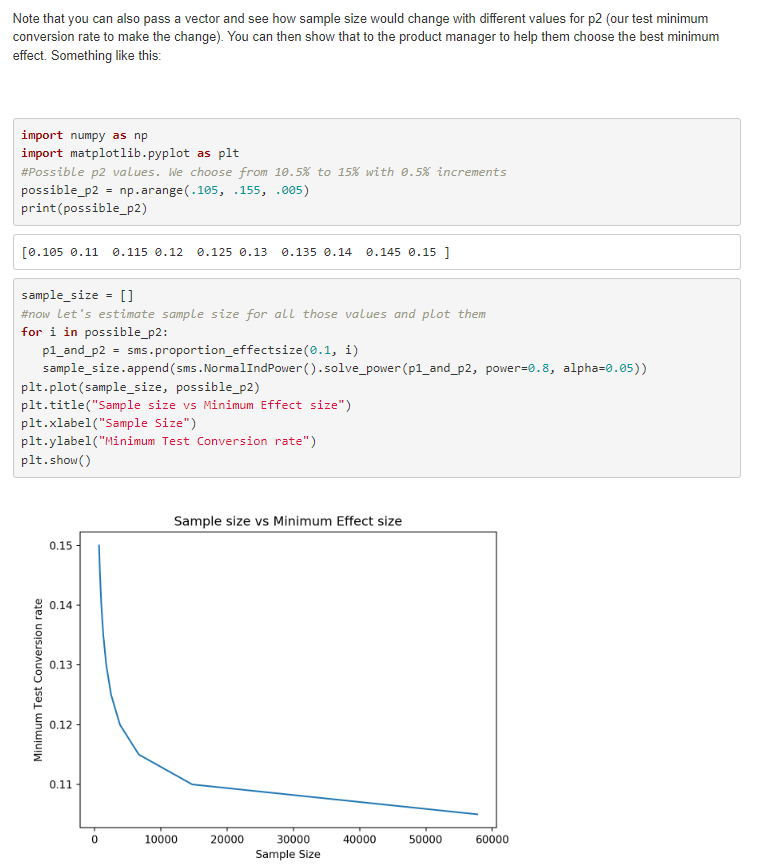 Note that you can also pass a vector and see how sample size would change with different values for p2 (our test minimum
conversion rate to make the change). You can then show that to the product manager to help them choose the best minimum
effect. Something like this:
import numpy as np
import matplotlib.pyplot as plt
#Possible p2 values. We choose from 10.5% to 15% with 0.5% increments
possible_p2 = np.arange(.105, .155, .005)
print(possible_p2)
[0.105 0.11  0.115 0.12  0.125 0.13  0.135 0.14  0.145 0.15 ]
sample_size = []
#now let's estimate sample size for all those values and plot them
for i in possible_p2:
   p1_and_p2 = sms.proportion_effectsize(0.1, i)
   sample_size.append(sms.NormalIndPower().solve_power(p1_and_p2, power=0.8, alpha=0.05))
plt.plot(sample_size, possible_p2)
plt.title("Sample size vs Minimum Effect size")
plt.xlabel("Sample Size")
plt.ylabel("Minimum Test Conversion rate")
plt.show()
Sample size vs Minimum Effect size
Minimum Test Conversion rate
0.15
0.14
0.13
0.12
0.11
0 10000 20000 30000 40000 50000 60000
Sample Size